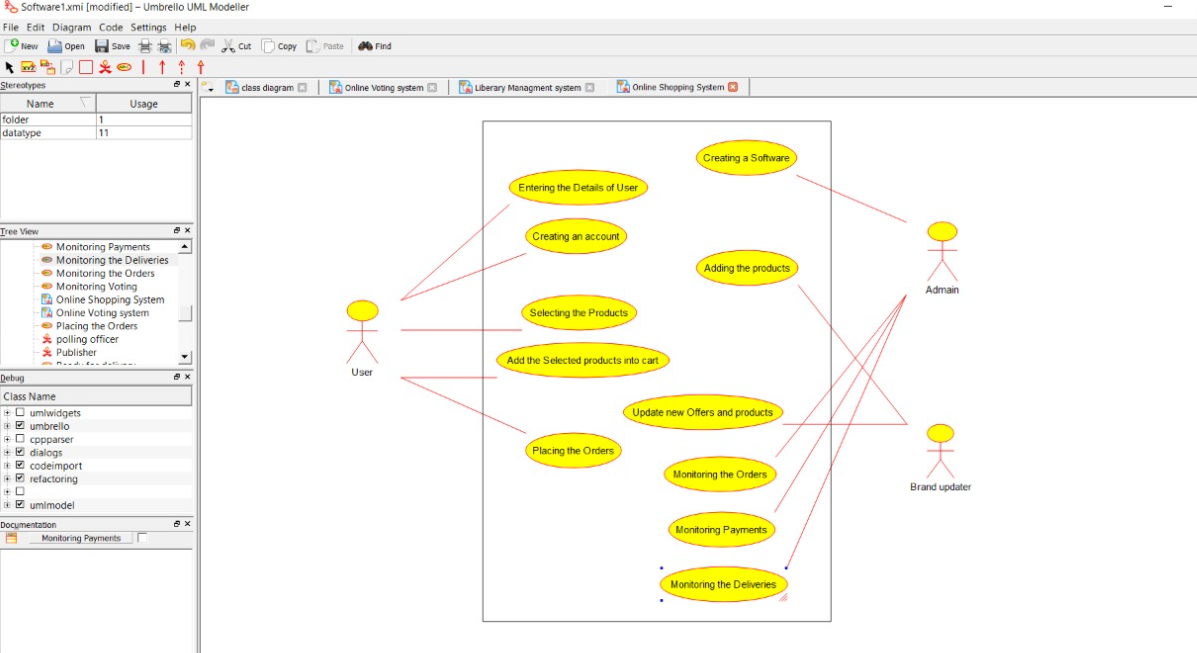 Software1.xmi [modified] – Umbrello UML Modeller
File Edit Diagram Code Settings Help
New Open Save Cut Copy Paste Find
Stereotypes
Name Usage
folder 1
datatype 11
Tree View
Monitoring Payments
Monitoring the Deliveries
Monitoring the Orders
Monitoring Voting
Online Shopping System
Online Voting system
Placing the Orders
polling officer
Publisher
Debug
Class Name
umlwidgets
umbrello
cppparser
dialogs
codeimport
refactoring
umlmodel
Documentation
Monitoring Payments
class diagram Online Voting system Liberary Managment system Online Shopping System
Creating a Software
Entering the Details of User
Creating an account
Adding the products
Admain
Selecting the Products
Add the Selected products into cart
User
Update new Offers and products
Placing the Orders
Monitoring the Orders
Brand updater
Monitoring Payments
Monitoring the Deliveries